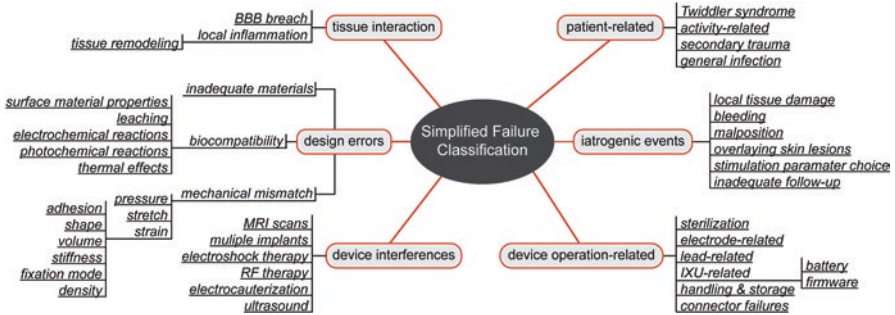 Simplified Failure
Classification
tissue interaction
BBB breach
local inflammation
tissue remodeling
design errors
inadequate materials
biocompatibility
surface material properties
leaching
electrochemical reactions
photochemical reactions
thermal effects
mechanical mismatch
pressure
stretch
strain
adhesion
shape
volume
stiffness
fixation mode
density
device interferences
MRI scans
muliple implants
electroshock therapy
RF therapy
electrocauterization
ultrasound
patient-related
Twiddler syndrome
activity-related
secondary trauma
general infection
iatrogenic events
local tissue damage
bleeding
malposition
overlaying skin lesions
stimulation paramater choice
inadequate follow-up
device operation-related
sterilization
electrode-related
lead-related
IXU-related
battery
firmware
handling & storage
connector failures